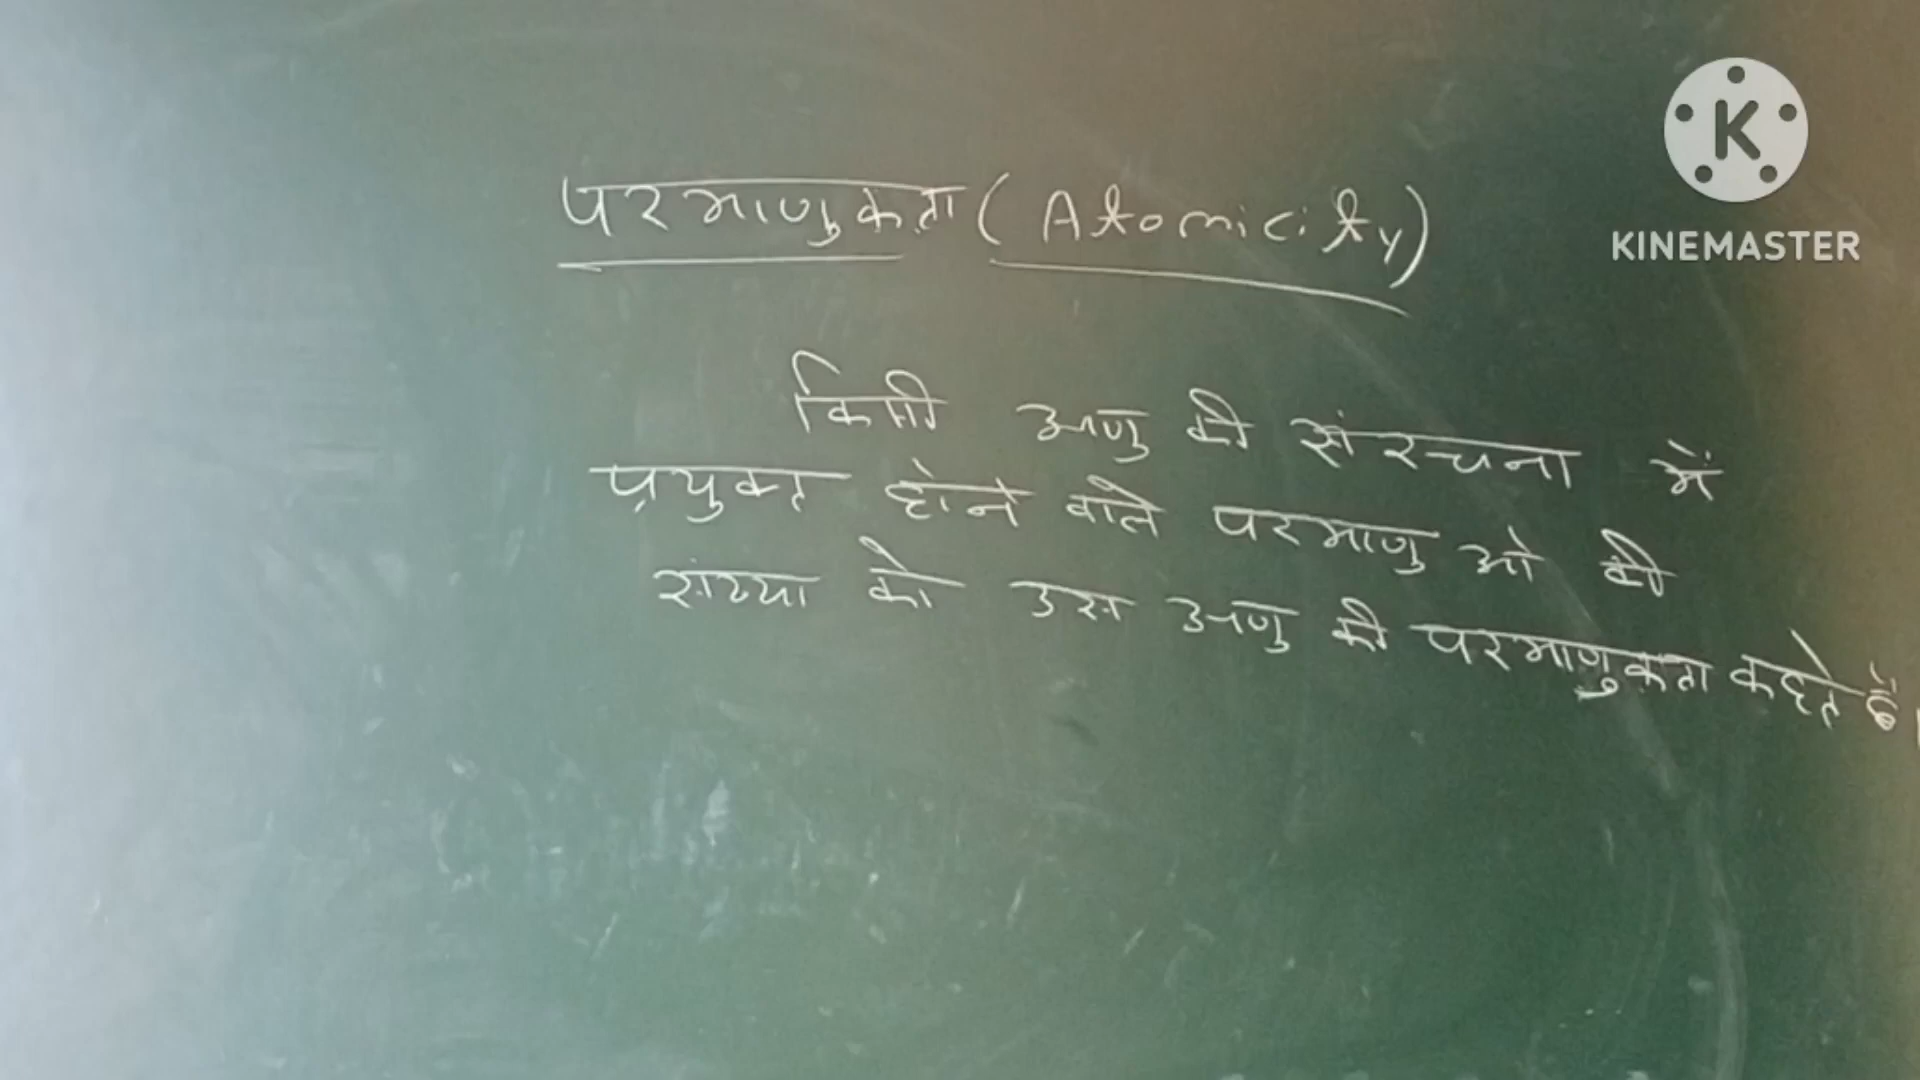 परमाणुकता (Atomicity)
K
KINEMASTER
किसी अणु की संरचना में
प्रयुक्त होने वाले परमाणु ओ की
संख्या को उस अणु की परमाणुकता कहते हैं।